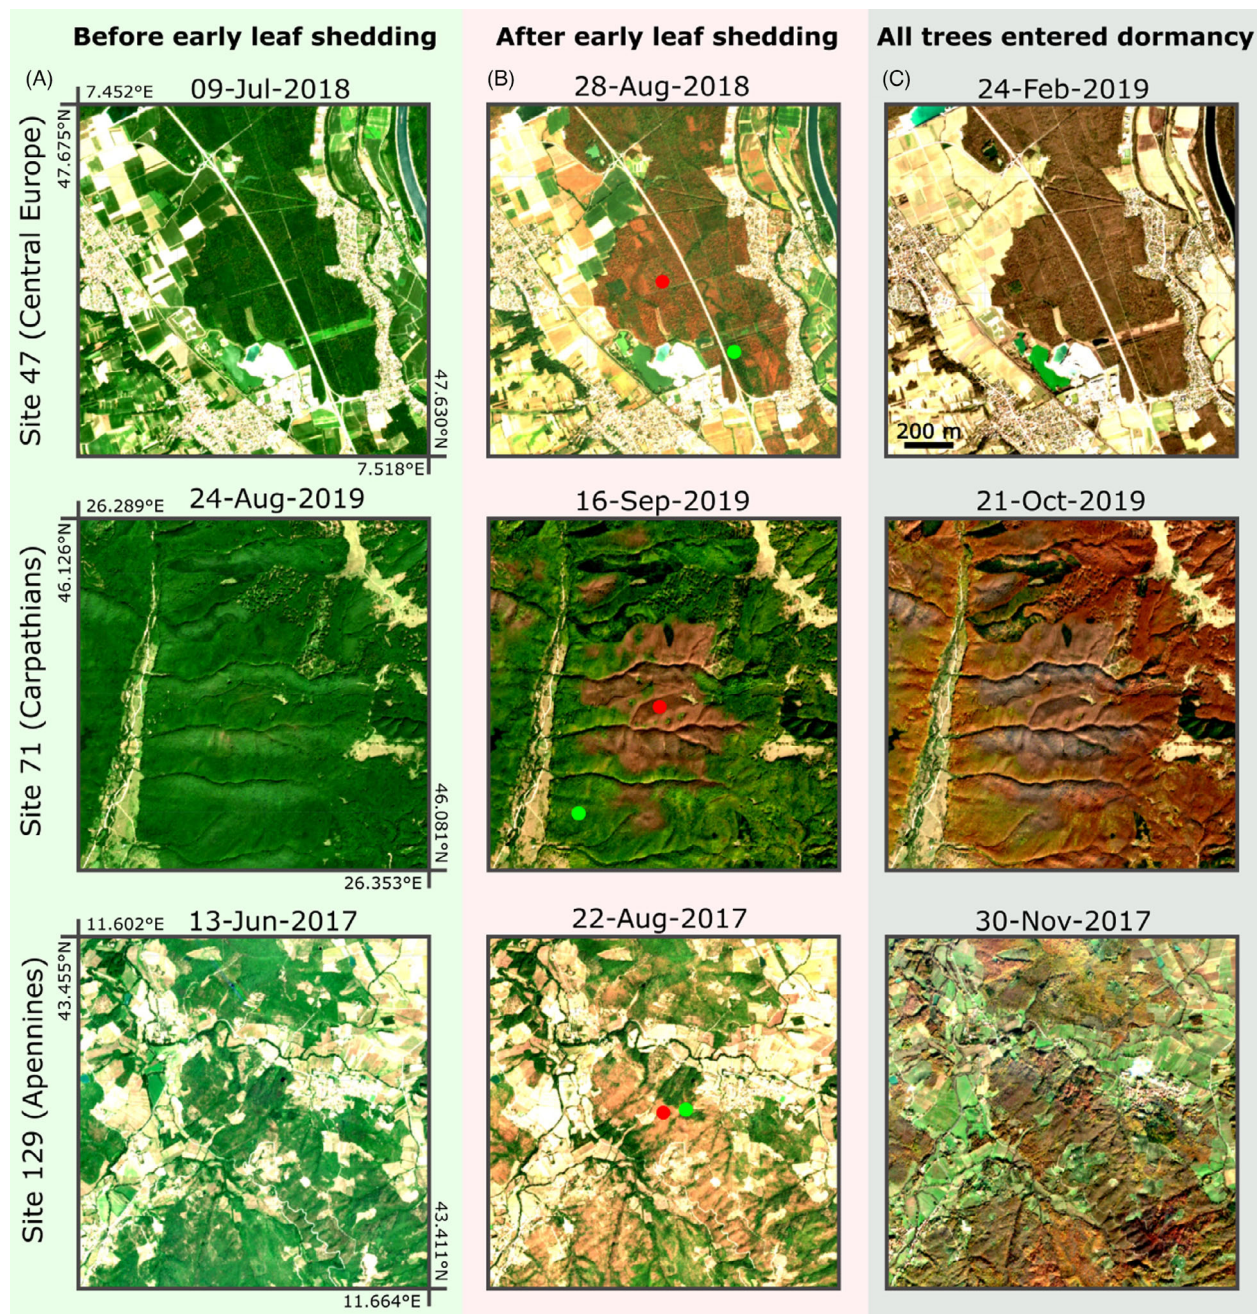 Before early leaf shedding
After early leaf shedding
All trees entered dormancy
(A)
7.452°E
09-Jul-2018
(B)
28-Aug-2018
(C)
24-Feb-2019
47.675°N
Site 47 (Central Europe)
47.630°N
7.518°E
200 m
26.289°E
24-Aug-2019
16-Sep-2019
21-Oct-2019
46.126°N
Site 71 (Carpathians)
46.081°N
26.353°E
11.602°E
13-Jun-2017
22-Aug-2017
30-Nov-2017
43.455°N
Site 129 (Apennines)
43.411°N
11.664°E